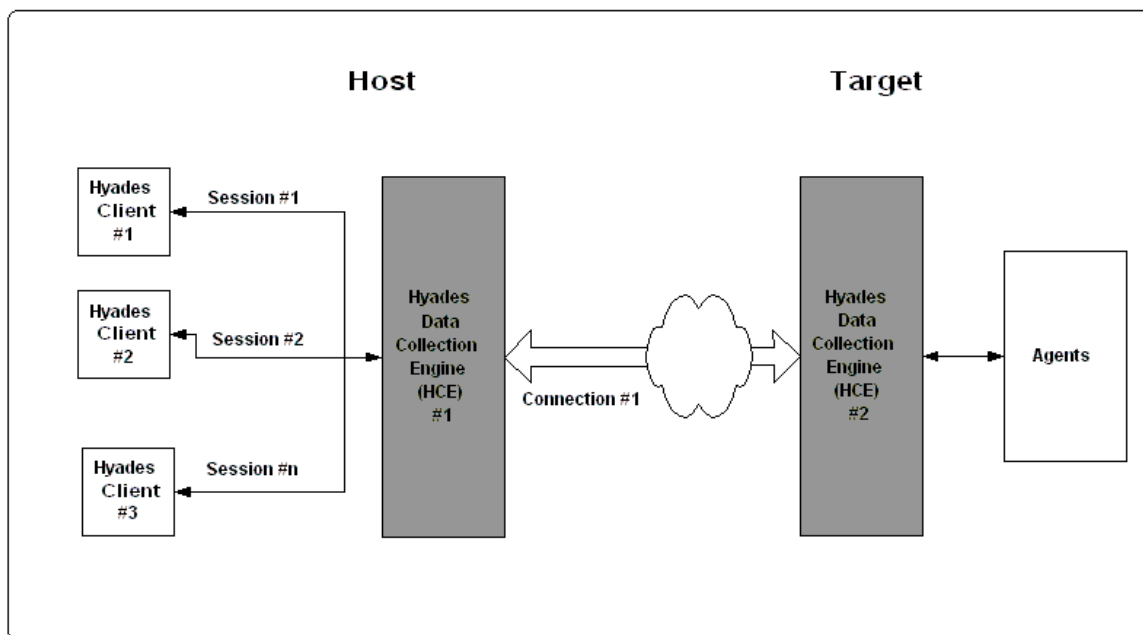 Host
Target
Hyades
Client
#1
Session #1
Hyades
Client
#2
Session #2
Hyades
Client
#3
Session #n
Hyades
Data
Collection
Engine
(HCE)
#1
Connection #1
Hyades
Data
Collection
Engine
(HCE)
#2
Agents